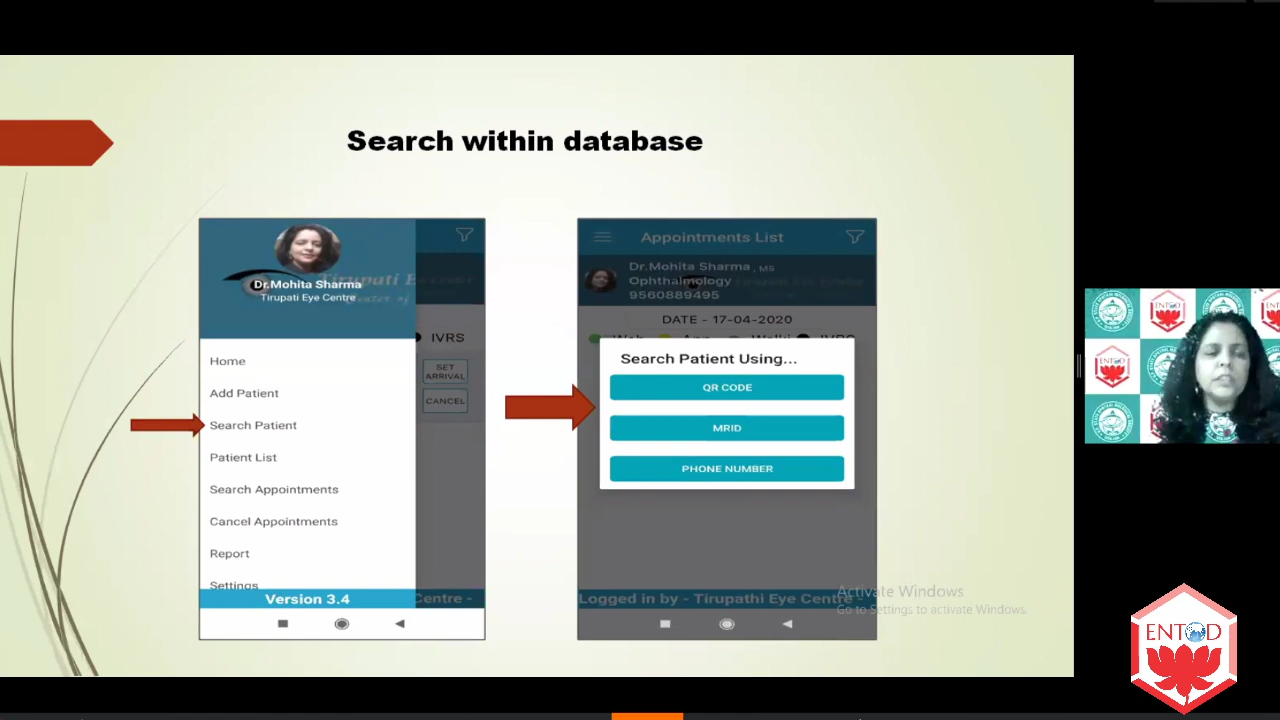 Search within database
Dr.Mohita Sharma
Tirupati Eye Centre
IVRS
SET
ARRIVAL
CANCEL
Home
Add Patient
Search Patient
Patient List
Search Appointments
Cancel Appointments
Report
Settings
Version 3.4
Centre -
Appointments List
Dr.Mohita Sharma , MS
Ophthalmology
9560889495
DATE - 17-04-2020
IVRS
Search Patient Using...
QR CODE
MRID
PHONE NUMBER
Logged in by - Tirupathi Eye Centre -
Activate Windows
Go to Settings to activate Windows.
ENTOD
ENTOD